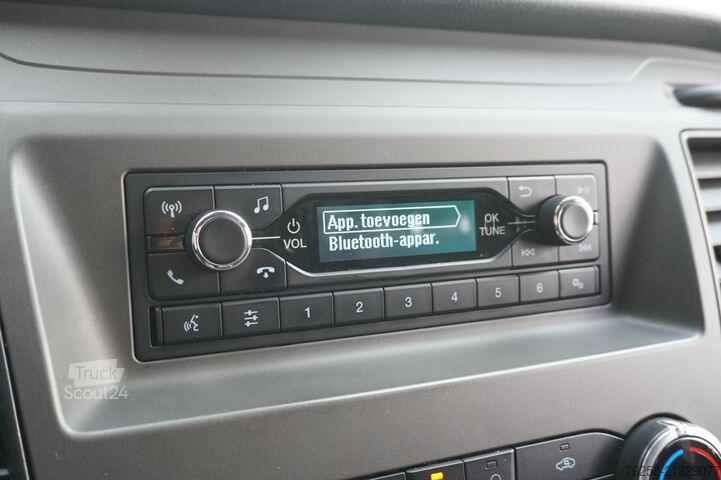 App. toevoegen
Bluetooth-appar.
VOL
OK
TUNE
1 2 3 4 5 6
Truck
Scout24